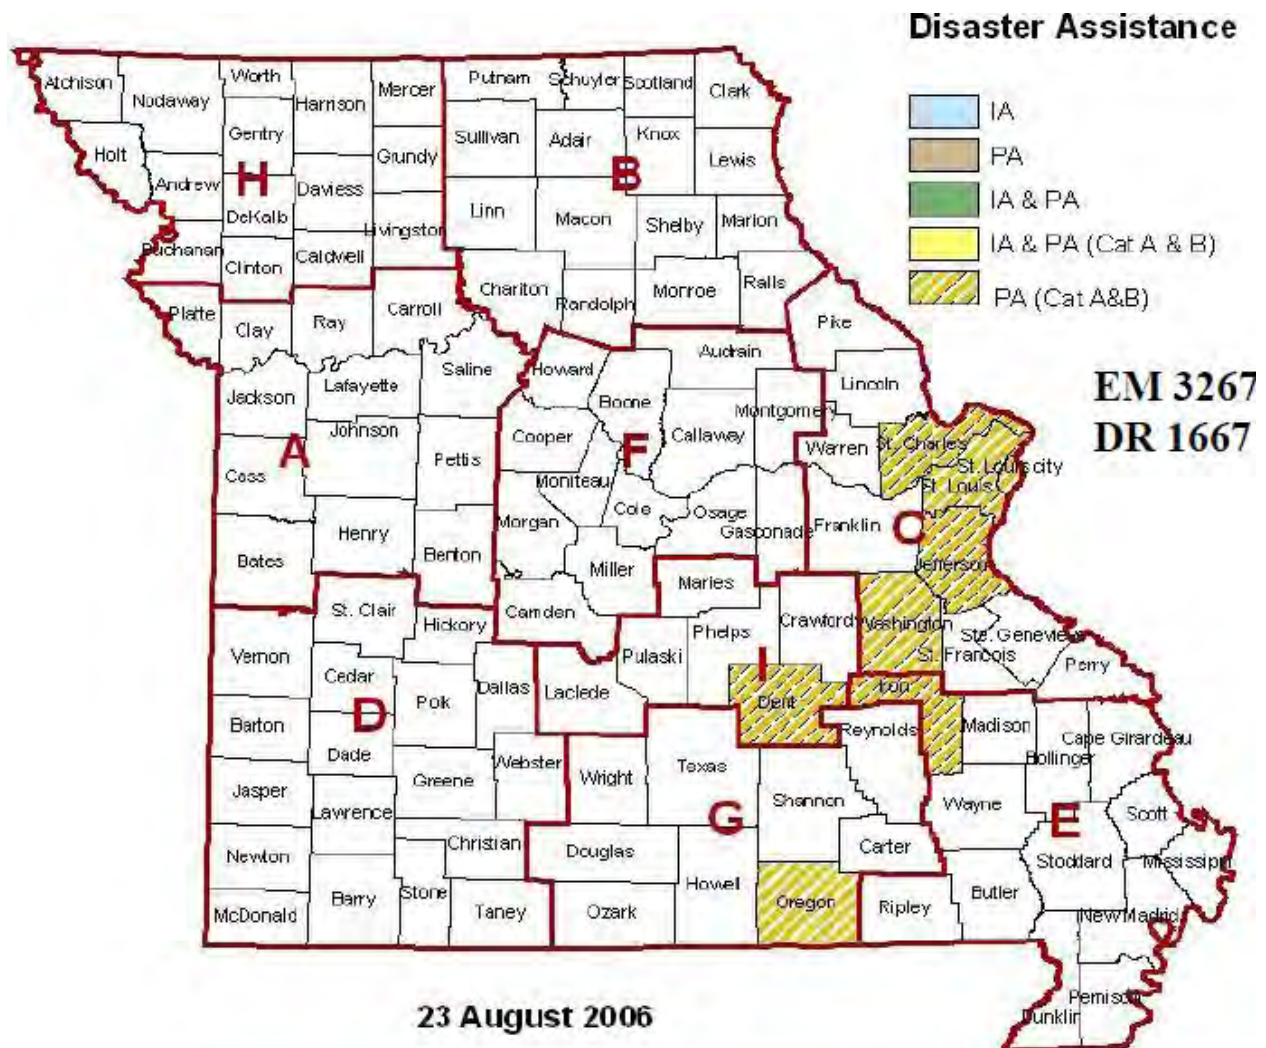 Disaster Assistance
IA
PA
IA & PA
IA & PA (Cat A & B)
PA (Cat A&B)
EM 3267
DR 1667
Atchison
Nodaway
Worth
Harrison
Mercer
Putnam
Schuyler
Scotland
Clark
Holt
Gentry
Grundy
Sullivan
Adair
Knox
Lewis
Andrew
H
Daviess
B
DeKalb
Livingston
Linn
Macon
Shelby
Marion
Buchanan
Clinton
Caldwell
Chariton
Randolph
Monroe
Ralls
Platte
Clay
Ray
Carroll
Pike
Audrain
Jackson
Lafayette
Saline
Howard
Boone
Lincoln
Montgomery
Johnson
Cooper
Callaway
Warren
St. Charles
A
Pettis
F
St. Louis city
Cass
Moniteau
St. Louis
Morgan
Cole
Osage
Gasconade
Franklin
C
Henry
Bates
Benton
Miller
Maries
Jefferson
St. Clair
Hickory
Camden
Phelps
Crawford
Washington
Ste. Genevieve
Vernon
Pulaski
I
St. Francois
Perry
Cedar
Polk
Dallas
Laclede
Dent
Iron
Barton
D
Reynolds
Madison
Cape Girardeau
Dade
Bollinger
Jasper
Greene
Webster
Wright
Texas
Lawrence
Shannon
G
Wayne
E
Scott
Newton
Christian
Douglas
Carter
Stoddard
Mississippi
McDonald
Barry
Stone
Taney
Ozark
Howell
Oregon
Ripley
Butler
New Madrid
Pemiscot
Dunklin
23 August 2006